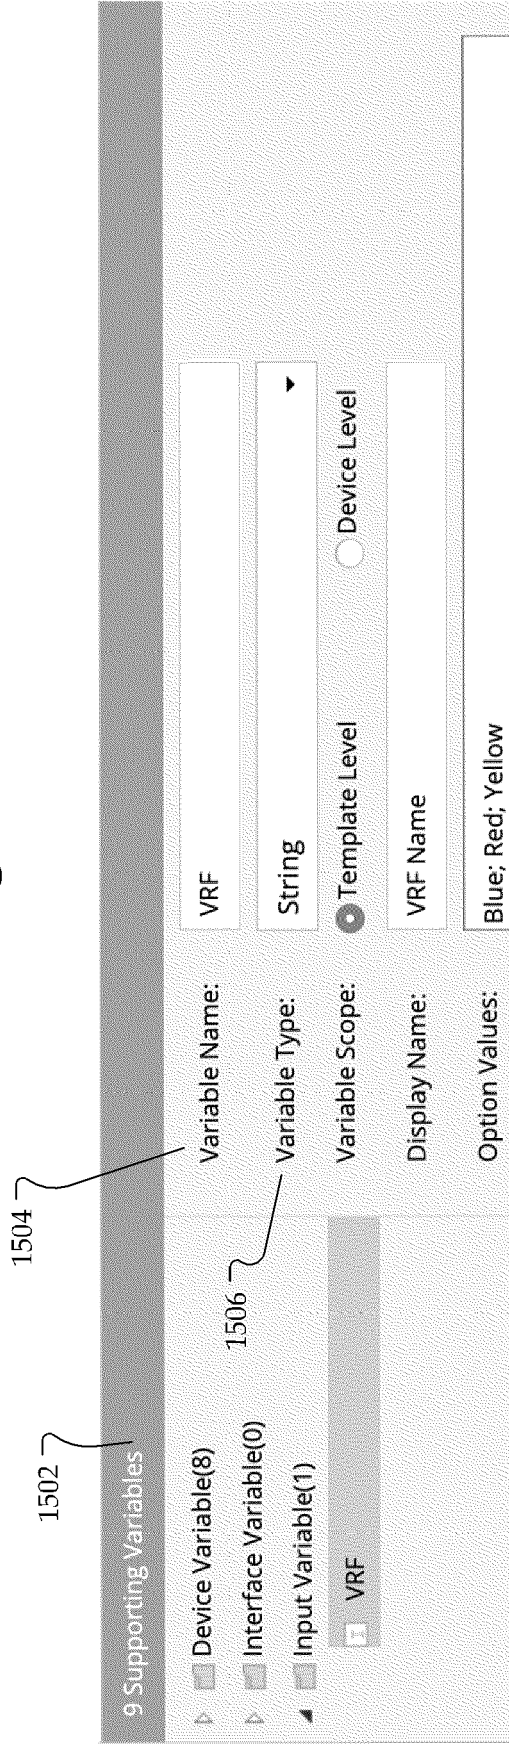 1502
1504
1506
9 Supporting Variables
Device Variable(8)
Interface Variable(0)
Input Variable(1)
I VRF
Variable Name: VRF
Variable Type: String
Variable Scope: Template Level Device Level
Display Name: VRF Name
Option Values: Blue; Red; Yellow